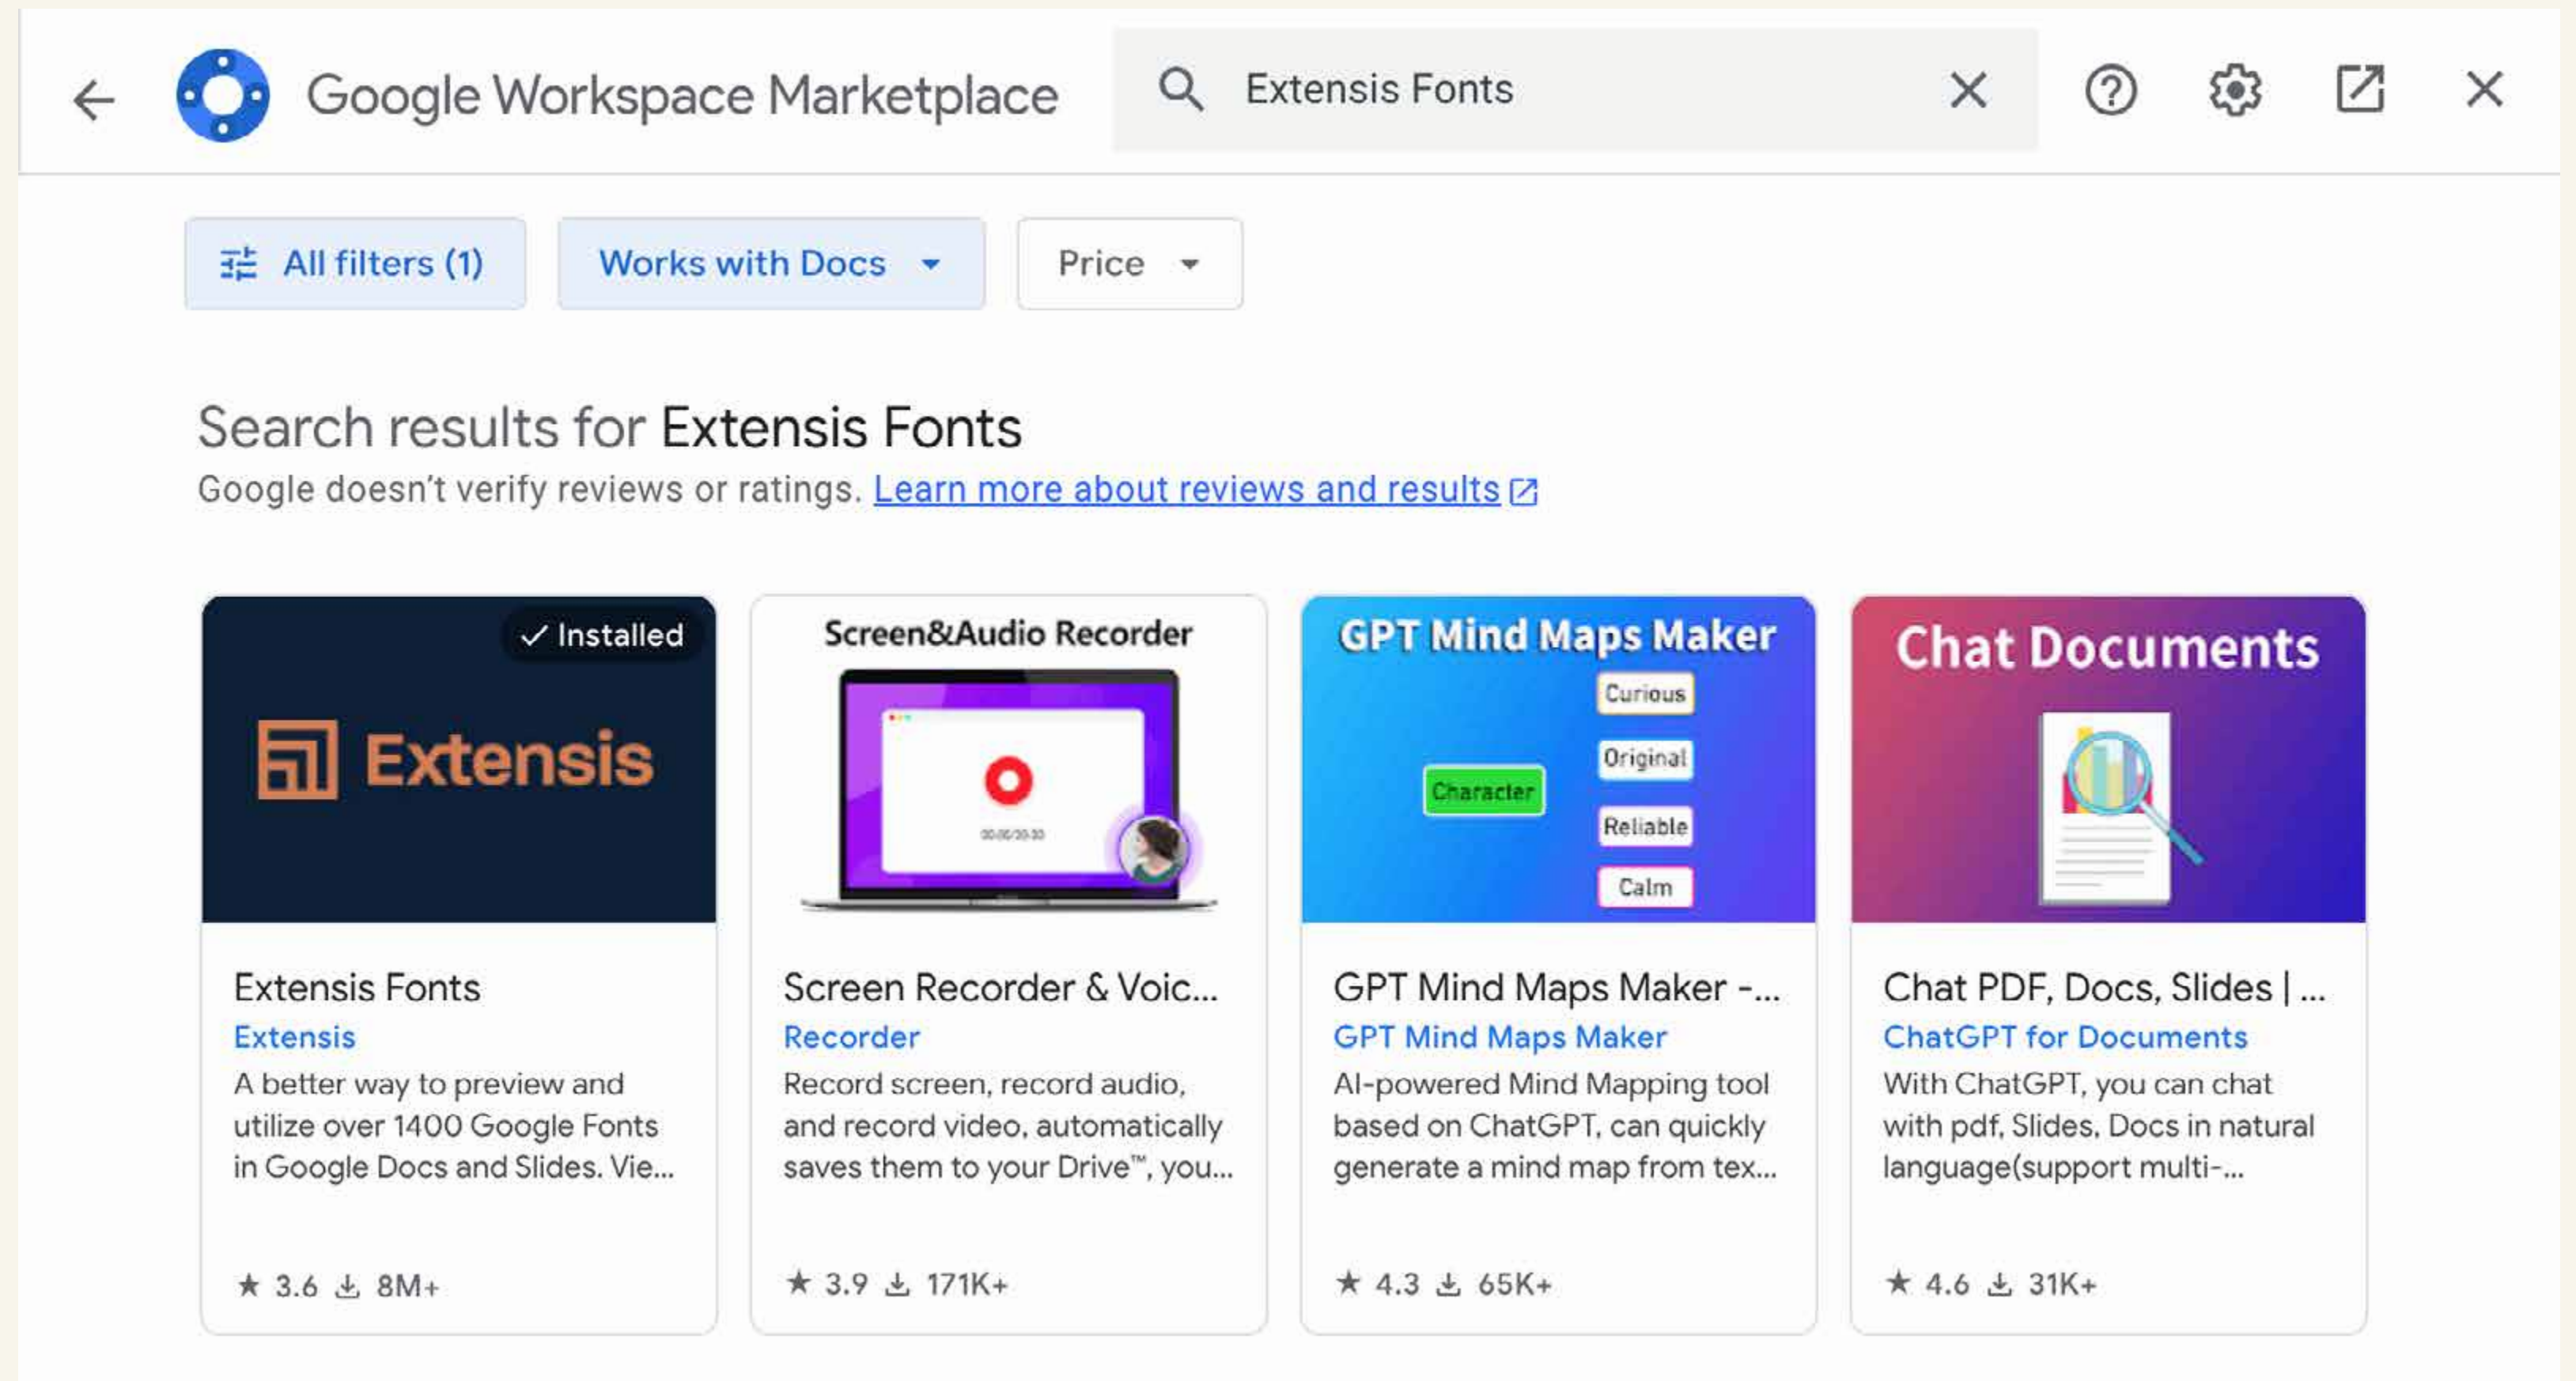 Google Workspace Marketplace
Extensis Fonts
All filters (1)
Works with Docs
Price
Search results for Extensis Fonts
Google doesn't verify reviews or ratings. Learn more about reviews and results
✓ Installed
Extensis
Extensis Fonts
Extensis
A better way to preview and
utilize over 1400 Google Fonts
in Google Docs and Slides. Vie...
★ 3.6 8M+
Screen&Audio Recorder
Screen Recorder & Voic...
Recorder
Record screen, record audio,
and record video, automatically
saves them to your Drive™, you...
★ 3.9 171K+
GPT Mind Maps Maker
Curious
Original
Character
Reliable
Calm
GPT Mind Maps Maker -...
GPT Mind Maps Maker
AI-powered Mind Mapping tool
based on ChatGPT, can quickly
generate a mind map from tex...
★ 4.3 65K+
Chat Documents
Chat PDF, Docs, Slides | ...
ChatGPT for Documents
With ChatGPT, you can chat
with pdf, Slides, Docs in natural
language(support multi-...
★ 4.6 31K+